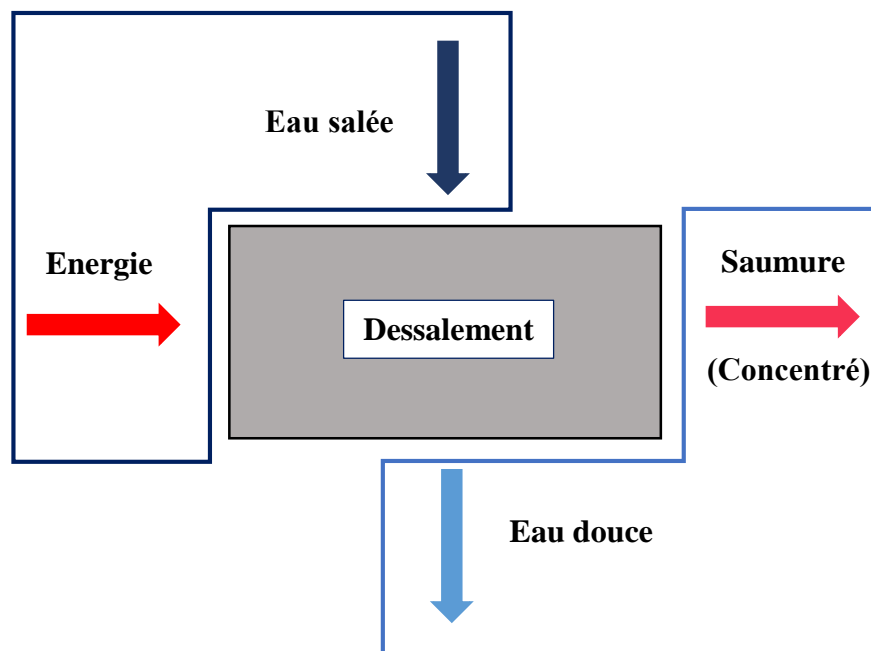 Eau salée
Energie
Saumure
Dessalement
(Concentré)
Eau douce